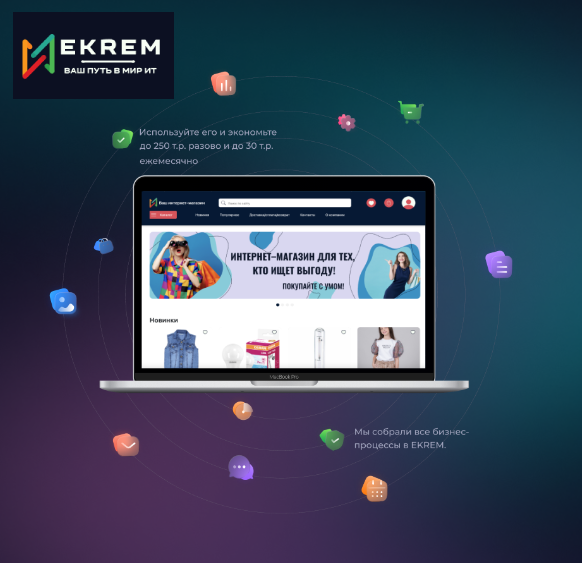 EKREM
ВАШ ПУТЬ В МИР ИТ
Используйте его и экономьте
до 250 т.р. разово и до 30 т.р.
ежемесячно
Ваш интернет-магазин
Каталог
Новинки
Популярное
Контакты
О компании
ИНТЕРНЕТ–МАГАЗИН ДЛЯ ТЕХ,
КТО ИЩЕТ ВЫГОДУ!
ПОКУПАЙТЕ С УМОМ!
Новинки
MacBook Pro
Мы собрали все бизнес-
процессы в EKREM.